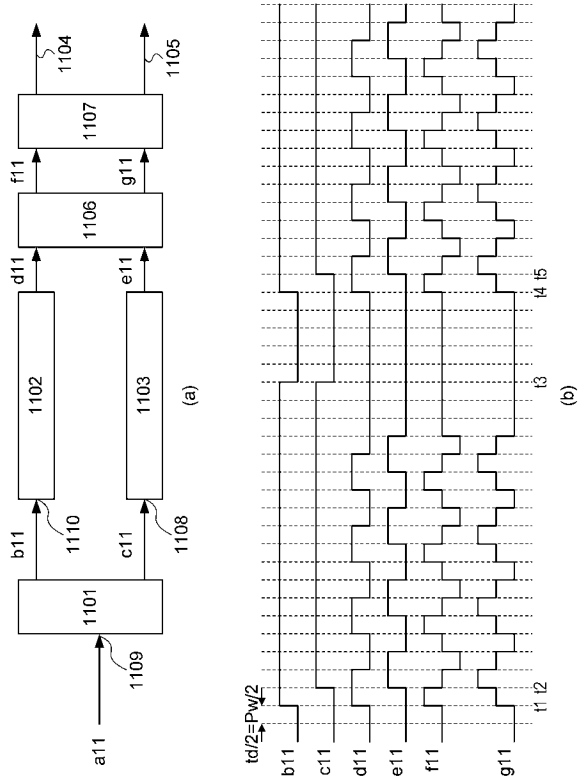 a11
1109
1101
b11
c11
1110
1108
1102
1103
d11
e11
1106
f11
g11
1107
1104
1105
(a)
td/2=Pw/2
b11
c11
d11
e11
f11
g11
t1 t2
t3
t4 t5
(b)